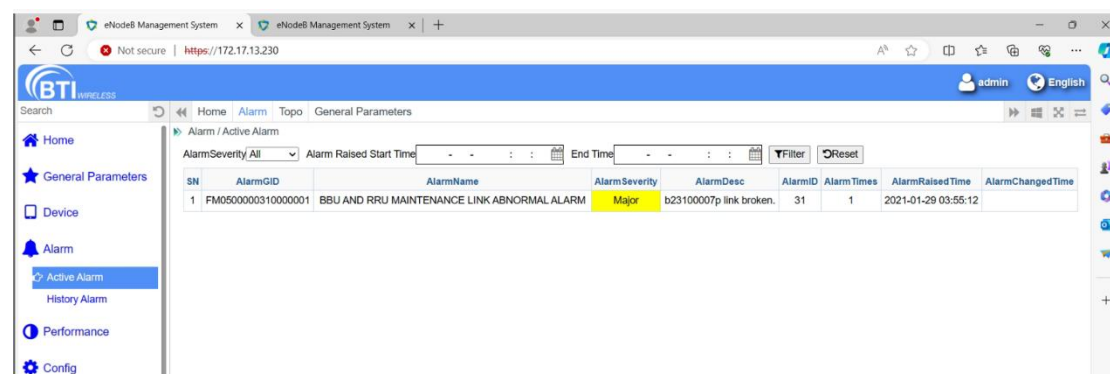 eNodeB Management System
eNodeB Management System
Not secure | https://172.17.13.230
BTI WIRELESS
admin English
Search Home Alarm Topo General Parameters
Home
Alarm / Active Alarm
AlarmSeverity All Alarm Raised Start Time - - : : End Time - - : : Filter Reset
General Parameters
SN AlarmGID AlarmName AlarmSeverity AlarmDesc AlarmID AlarmTimes AlarmRaisedTime AlarmChangedTime
1 FM0500000310000001 BBU AND RRU MAINTENANCE LINK ABNORMAL ALARM Major b23100007p link broken. 31 1 2021-01-29 03:55:12
Device
Alarm
Active Alarm
History Alarm
Performance
Config